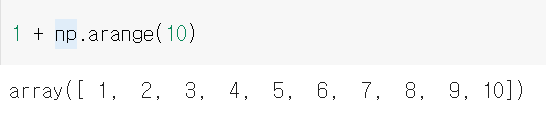 1 + np.arange(10)
array([ 1,  2,  3,  4,  5,  6,  7,  8,  9, 10])